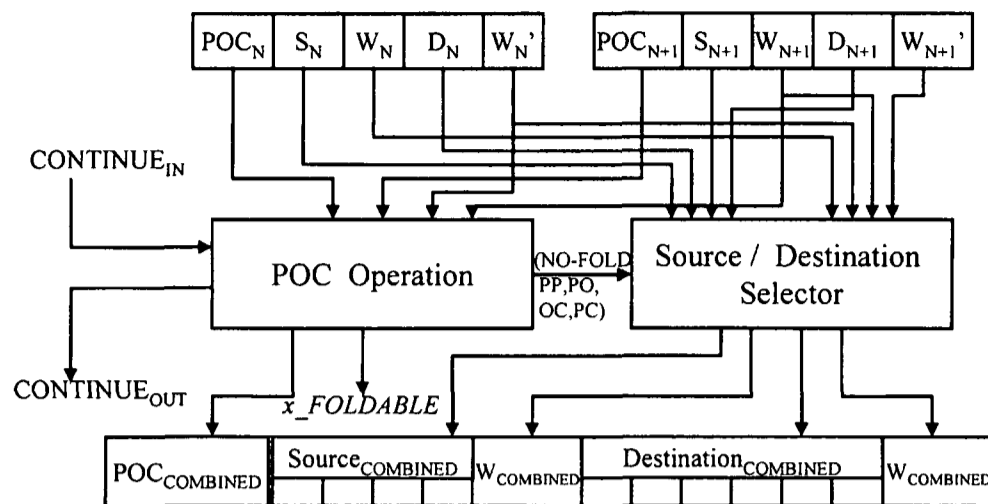 POC_N S_N W_N D_N W_N' POC_N+1 S_N+1 W_N+1 D_N+1 W_N+1'
CONTINUE_IN
POC Operation
(NO-FOLD
PP,PO,
OC,PC)
Source / Destination
Selector
CONTINUE_OUT
x_FOLDABLE
POC_COMBINED Source_COMBINED W_COMBINED Destination_COMBINED W_COMBINED